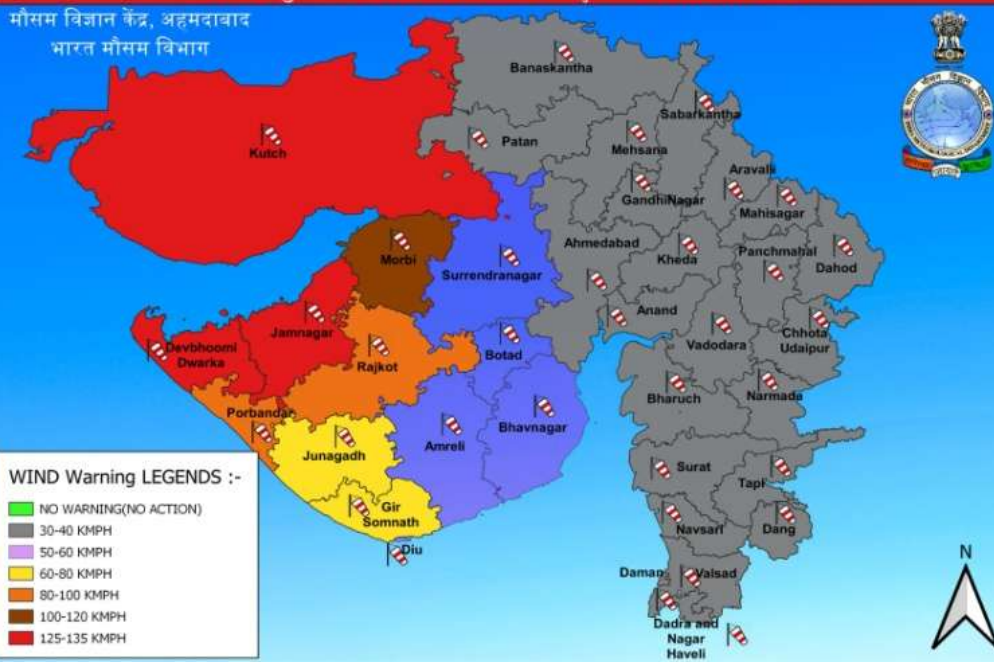 मौसम विज्ञान केंद्र, अहमदाबाद
भारत मौसम विभाग
Banaskantha
Sabarkantha
Kutch
Patan
Mehsana
Aravalli
GandhiNagar
Mahisagar
Morbi
Surrendranagar
Ahmedabad
Kheda
Panchmahal
Dahod
Jamnagar
Anand
Devbhoomi
Dwarka
Rajkot
Botad
Vadodara
Chhota
Udaipur
Porbandar
Bharuch
Narmada
Junagadh
Amreli
Bhavnagar
Surat
Tapi
Gir
Somnath
Navsari
Dang
Diu
Daman
Valsad
Dadra and
Nagar
Haveli
WIND Warning LEGENDS :-
NO WARNING(NO ACTION)
30-40 KMPH
50-60 KMPH
60-80 KMPH
80-100 KMPH
100-120 KMPH
125-135 KMPH
N